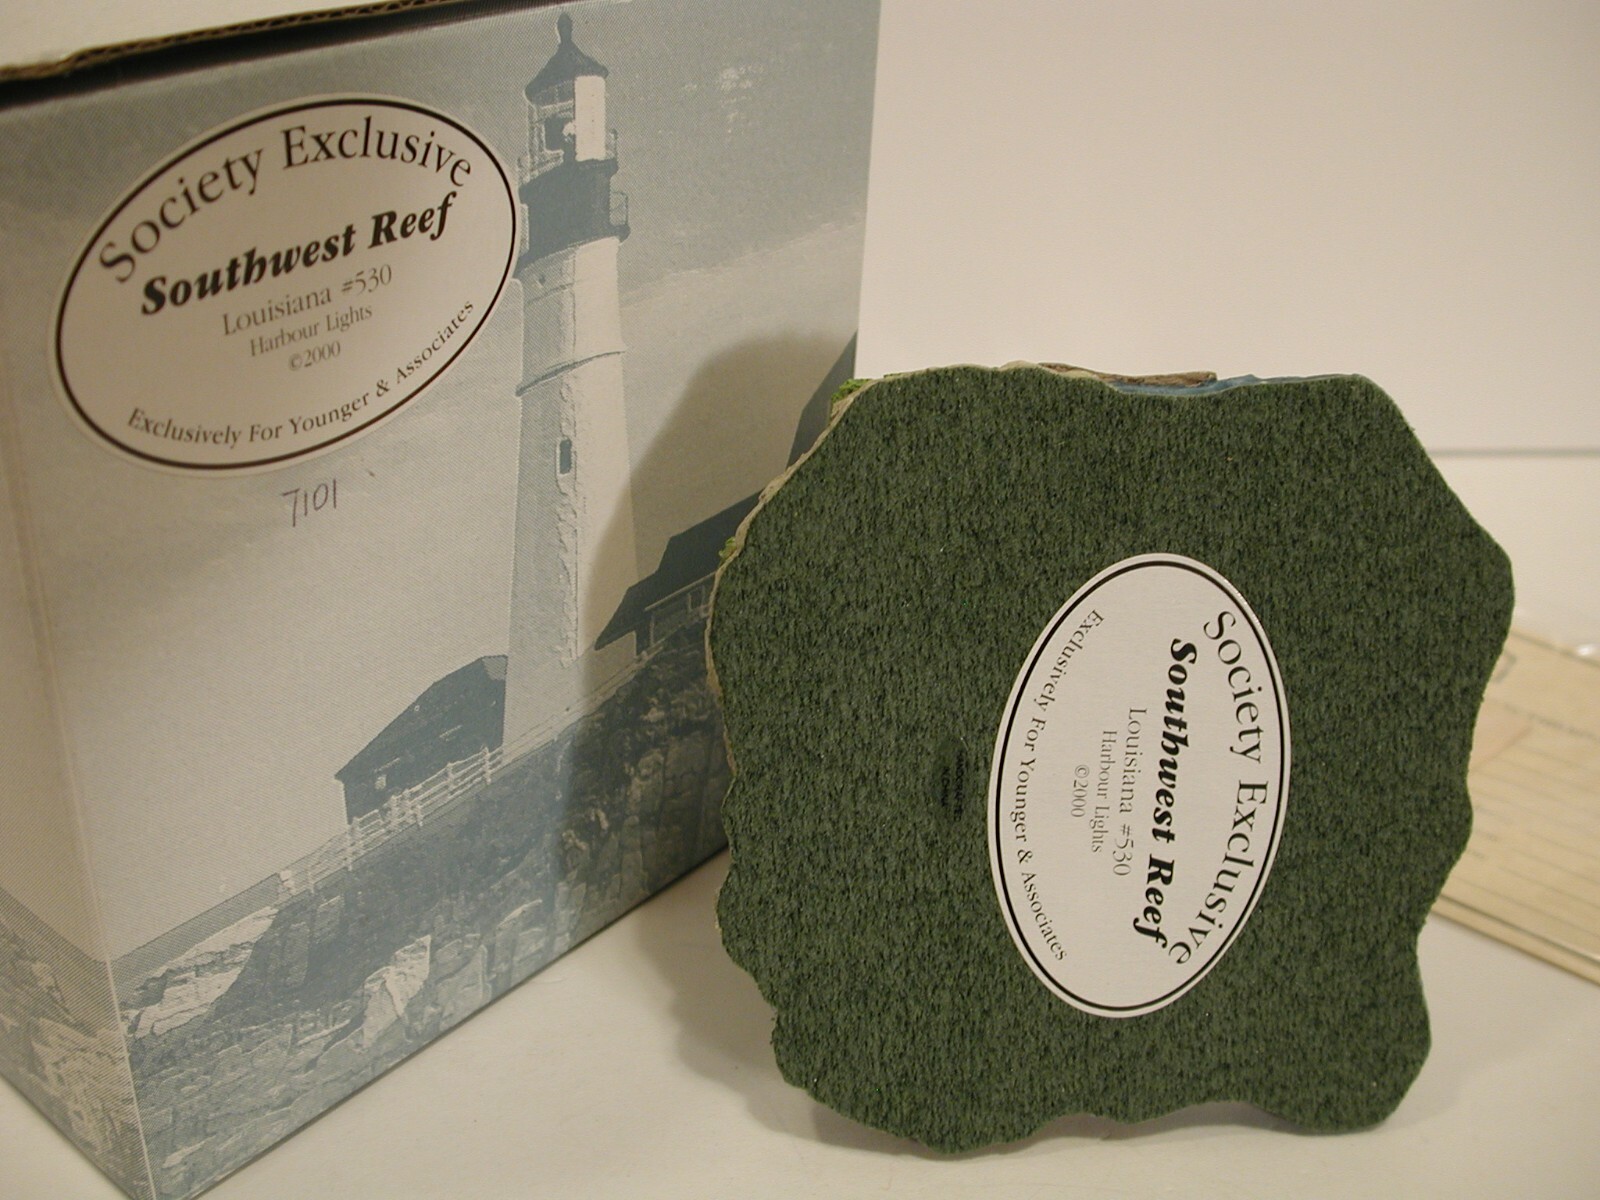 Society Exclusive
Southwest Reef
Louisiana #530
Harbour Lights
©2000
Exclusively For Younger & Associates
7101
Society Exclusive
Southwest Reef
Louisiana #530
Harbour Lights
©2000
Exclusively For Younger & Associates